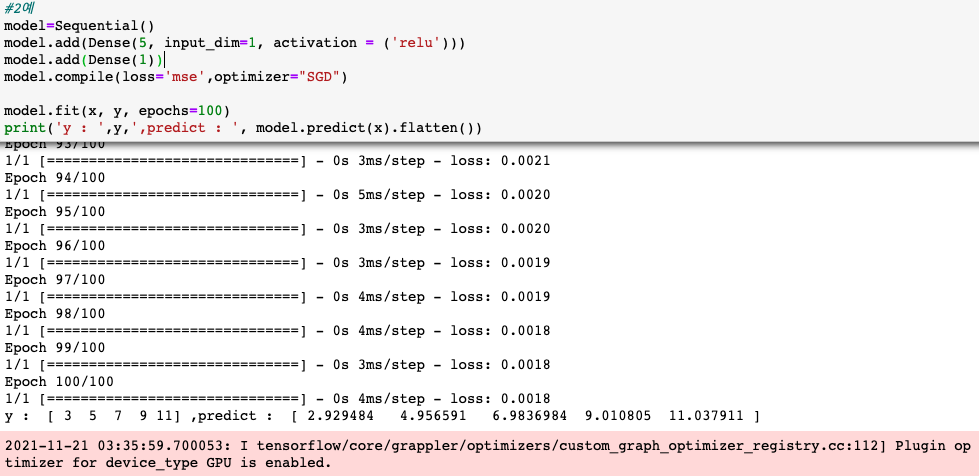 #2예
model=Sequential()
model.add(Dense(5, input_dim=1, activation = ('relu')))
model.add(Dense(1))
model.compile(loss='mse',optimizer="SGD")
model.fit(x, y, epochs=100)
print('y : ',y,',predict : ', model.predict(x).flatten())
Epoch 93/100
1/1 [==============================] - 0s 3ms/step - loss: 0.0021
Epoch 94/100
1/1 [==============================] - 0s 5ms/step - loss: 0.0020
Epoch 95/100
1/1 [==============================] - 0s 3ms/step - loss: 0.0020
Epoch 96/100
1/1 [==============================] - 0s 3ms/step - loss: 0.0019
Epoch 97/100
1/1 [==============================] - 0s 4ms/step - loss: 0.0019
Epoch 98/100
1/1 [==============================] - 0s 4ms/step - loss: 0.0018
Epoch 99/100
1/1 [==============================] - 0s 3ms/step - loss: 0.0018
Epoch 100/100
1/1 [==============================] - 0s 4ms/step - loss: 0.0018
y :  [ 3  5  7  9 11] ,predict :  [ 2.929484   4.956591   6.9836984  9.010805  11.037911 ]
2021-11-21 03:35:59.700053: I tensorflow/core/grappler/optimizers/custom_graph_optimizer_registry.cc:112] Plugin op
timizer for device_type GPU is enabled.